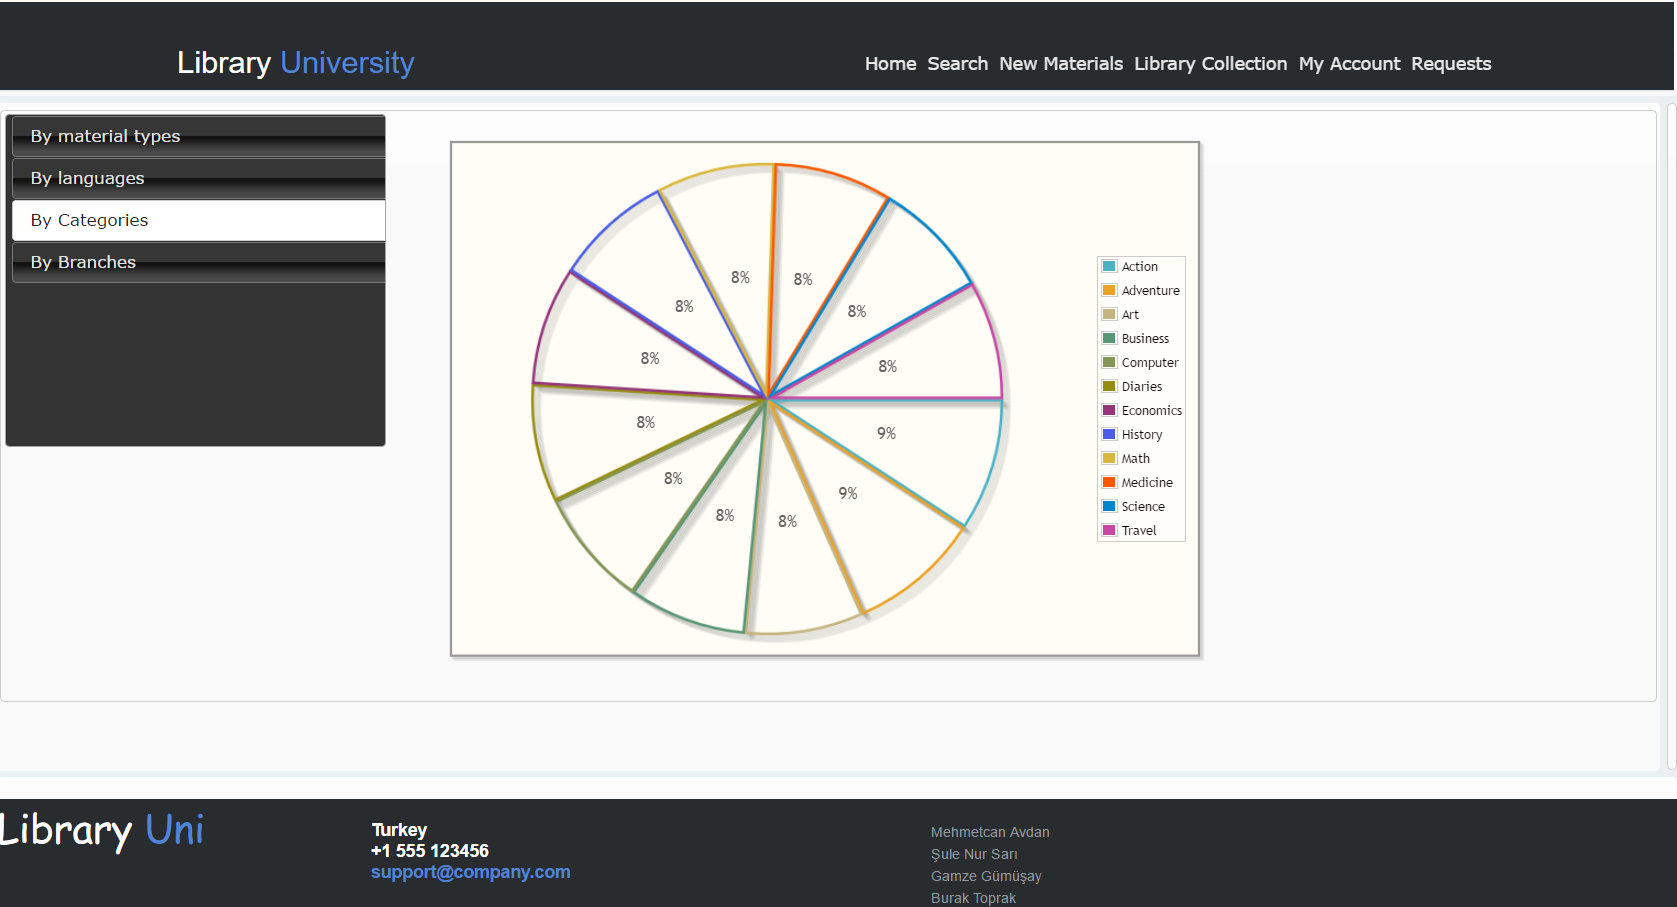 Library University
Home Search New Materials Library Collection My Account Requests
By material types
By languages
By Categories
By Branches
8%
8%
8%
8%
8%
8%
8%
8%
9%
8%
9%
8%
8%
Action
Adventure
Art
Business
Computer
Diaries
Economics
History
Math
Medicine
Science
Travel
Library Uni
Turkey
+1 555 123456
support@company.com
Mehmetcan Avdan
Şule Nur Sarı
Gamze Gümüşay
Burak Toprak